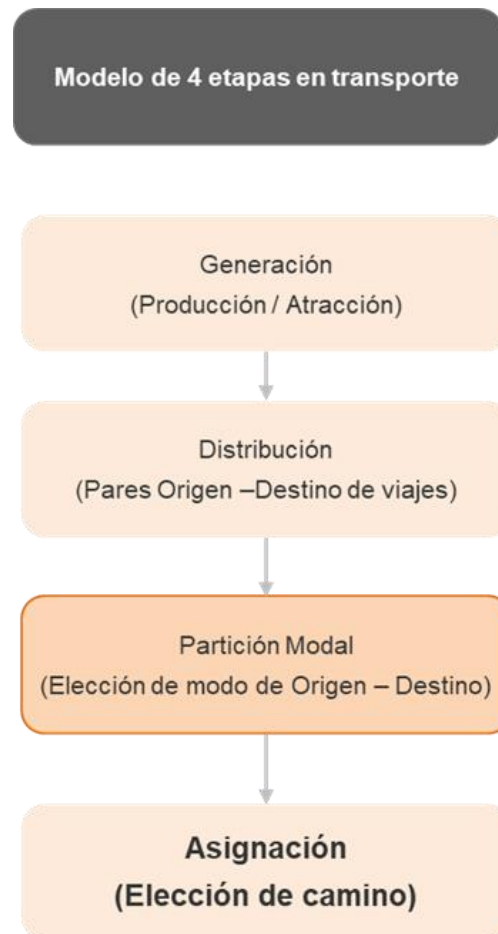 Modelo de 4 etapas en transporte
Generación
(Producción / Atracción)
Distribución
(Pares Origen –Destino de viajes)
Partición Modal
(Elección de modo de Origen – Destino)
Asignación
(Elección de camino)